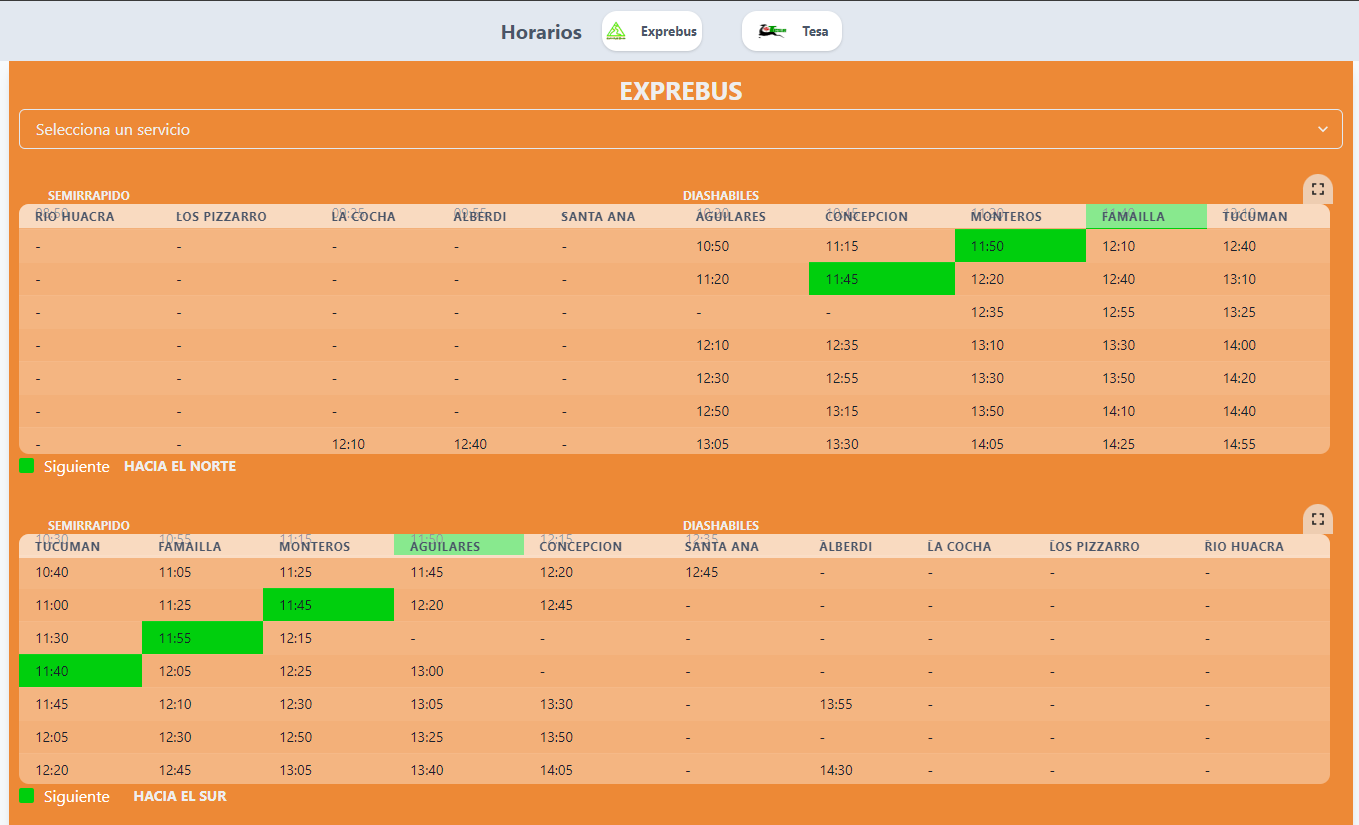 Horarios Exprebus Tesa
EXPREBUS
Selecciona un servicio
SEMIRRAPIDO DIASHABILES
RIO HUACRA LOS PIZZARRO LA COCHA ALBERDI SANTA ANA AGUILARES CONCEPCION MONTEROS FAMAILLA TUCUMAN
- - - - - 10:50 11:15 11:50 12:10 12:40
- - - - - 11:20 11:45 12:20 12:40 13:10
- - - - - - - 12:35 12:55 13:25
- - - - - 12:10 12:35 13:10 13:30 14:00
- - - - - 12:30 12:55 13:30 13:50 14:20
- - - - - 12:50 13:15 13:50 14:10 14:40
- - 12:10 12:40 - 13:05 13:30 14:05 14:25 14:55
Siguiente HACIA EL NORTE
SEMIRRAPIDO DIASHABILES
TUCUMAN FAMAILLA MONTEROS AGUILARES CONCEPCION SANTA ANA ALBERDI LA COCHA LOS PIZZARRO RIO HUACRA
10:40 11:05 11:25 11:45 12:20 12:45 - - - -
11:00 11:25 11:45 12:20 12:45 - - - - -
11:30 11:55 12:15 - - - - - - -
11:40 12:05 12:25 13:00 - - - - - -
11:45 12:10 12:30 13:05 13:30 - 13:55 - - -
12:05 12:30 12:50 13:25 13:50 - - - - -
12:20 12:45 13:05 13:40 14:05 - 14:30 - - -
Siguiente HACIA EL SUR